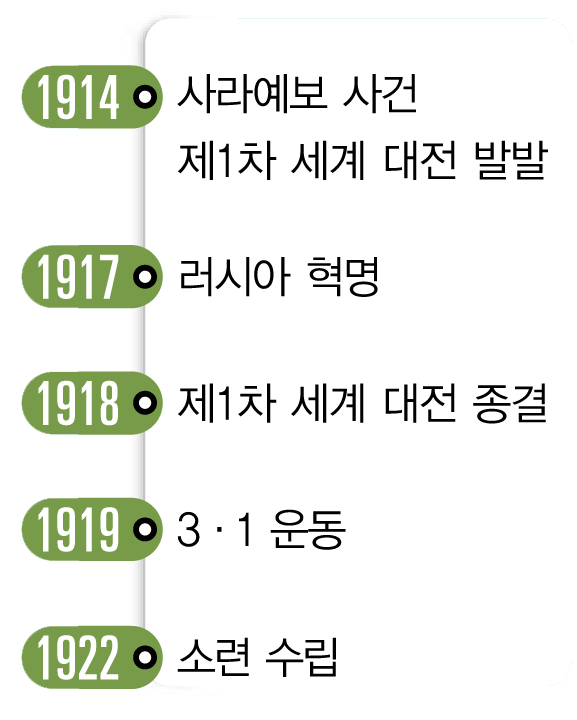 1914 사라예보 사건
제1차 세계 대전 발발
1917 러시아 혁명
1918 제1차 세계 대전 종결
1919 3·1 운동
1922 소련 수립